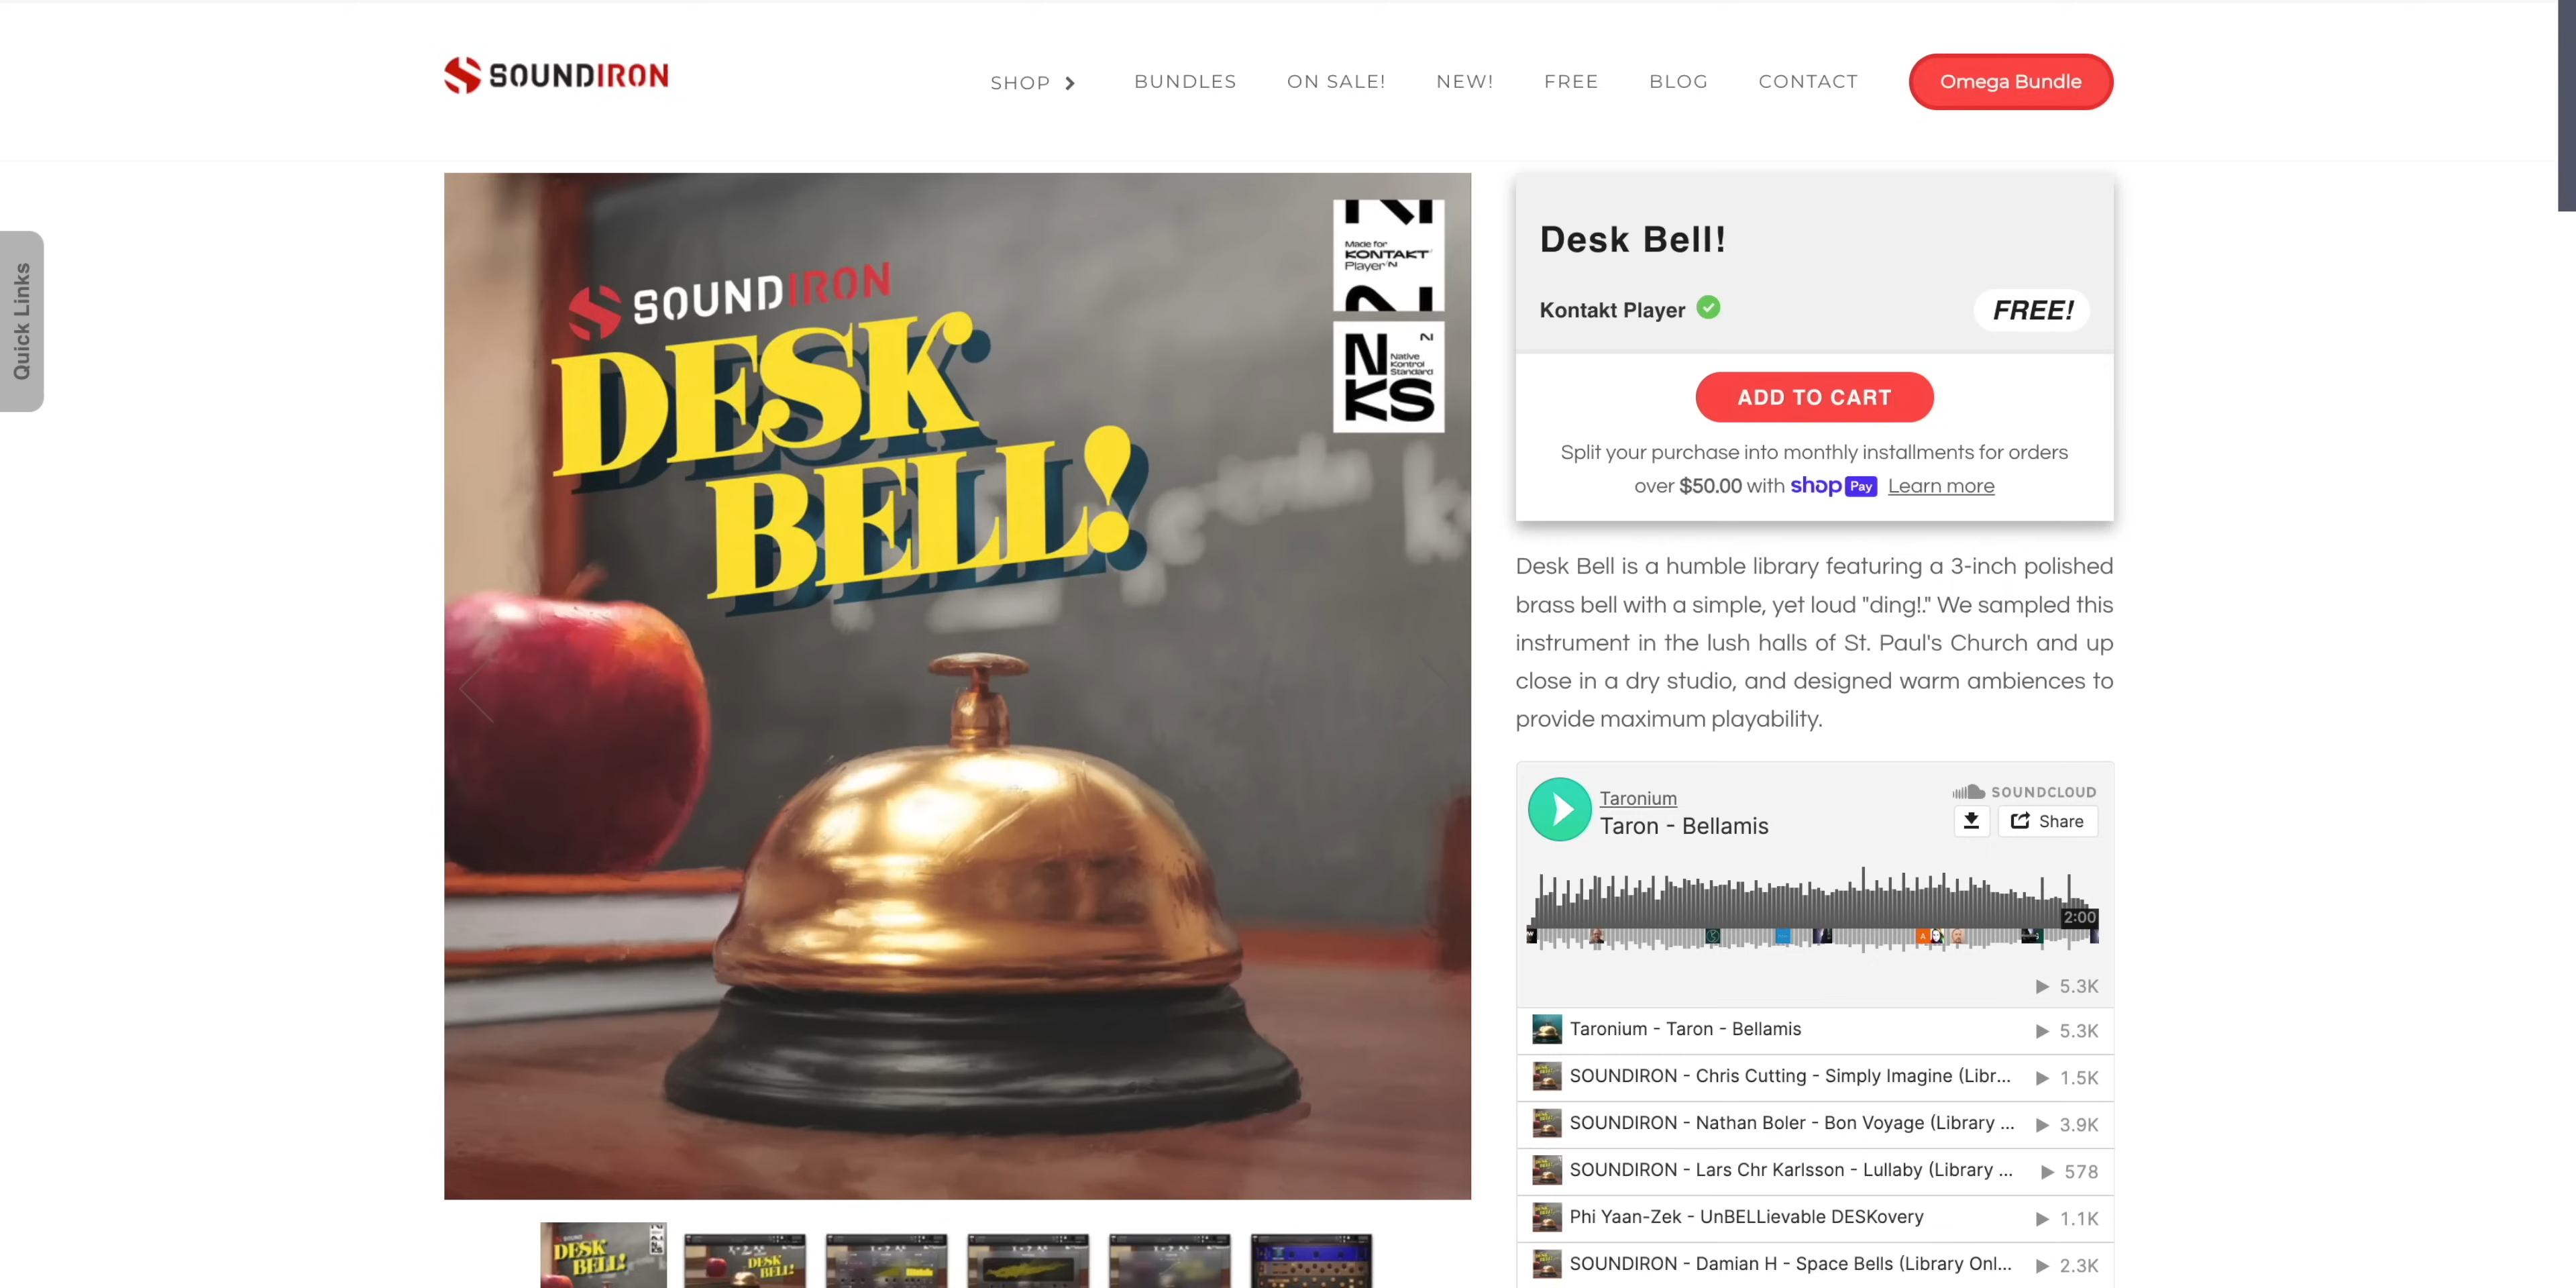 SOUNDIRON
SHOP
BUNDLES
ON SALE!
NEW!
FREE
BLOG
CONTACT
Omega Bundle
Quick Links
SOUNDIRON
DESK
BELL!
Made for
KONTAKT
Player
Native
Kontrol
Standard
NKS
Desk Bell!
Kontakt Player
FREE!
ADD TO CART
Split your purchase into monthly installments for orders
over $50.00 with shop Pay Learn more
Desk Bell is a humble library featuring a 3-inch polished
brass bell with a simple, yet loud "ding!." We sampled this
instrument in the lush halls of St. Paul's Church and up
close in a dry studio, and designed warm ambiences to
provide maximum playability.
Taronium
Taron - Bellamis
SOUNDCLOUD
Share
2:00
5.3K
Taronium - Taron - Bellamis 5.3K
SOUNDIRON - Chris Cutting - Simply Imagine (Libr... 1.5K
SOUNDIRON - Nathan Boler - Bon Voyage (Library ... 3.9K
SOUNDIRON - Lars Chr Karlsson - Lullaby (Library ... 578
Phi Yaan-Zek - UnBELLievable DESKovery 1.1K
SOUNDIRON - Damian H - Space Bells (Library Onl... 2.3K
DESK
BELL!
DESK
BELL!